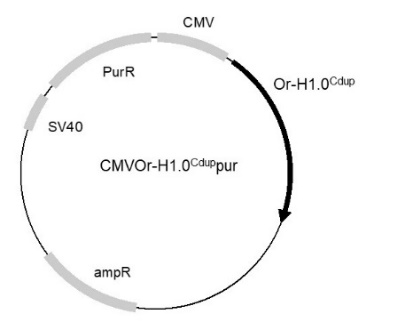 CMV
PurR
Or-H1.0Cdup
SV40
CMVOr-H1.0Cduppur
ampR